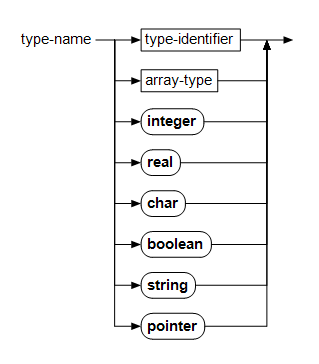 type-name
type-identifier
array-type
integer
real
char
boolean
string
pointer